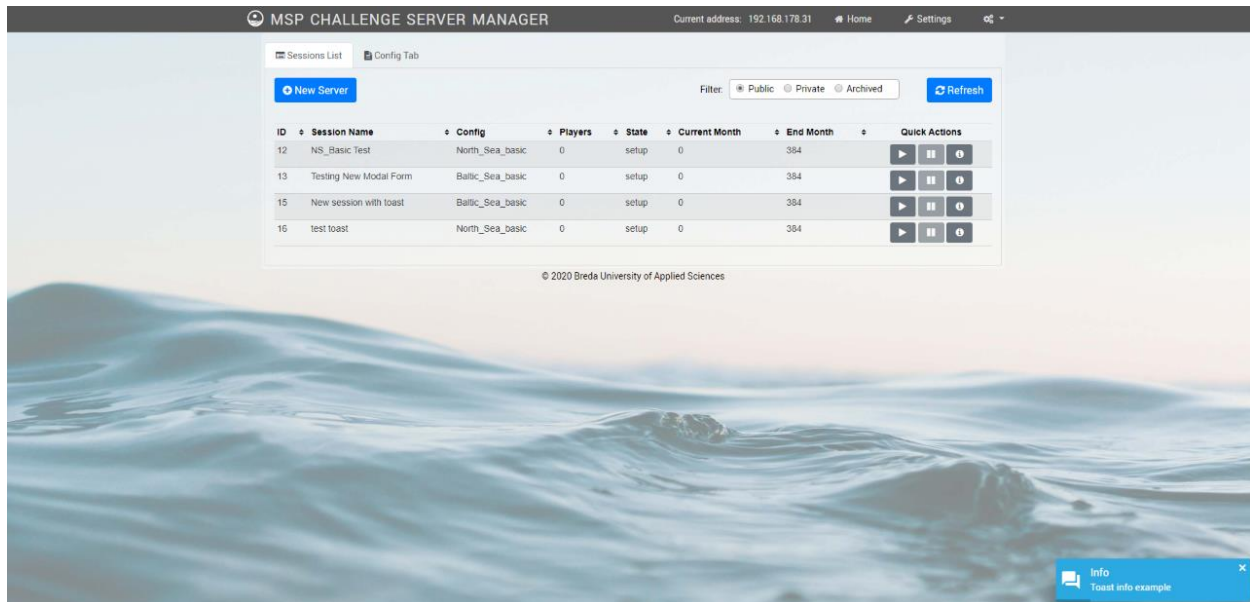 MSP CHALLENGE SERVER MANAGER Current address: 192.168.178.31 Home Settings
Sessions List Config Tab
New Server Filter: Public Private Archived Refresh
ID Session Name Config Players State Current Month End Month Quick Actions
12 NS_Basic Test North_Sea_basic 0 setup 0 384
13 Testing New Modal Form Baltic_Sea_basic 0 setup 0 384
15 New session with toast Baltic_Sea_basic 0 setup 0 384
16 test toast North_Sea_basic 0 setup 0 384
© 2020 Breda University of Applied Sciences
Info ×
Toast info example